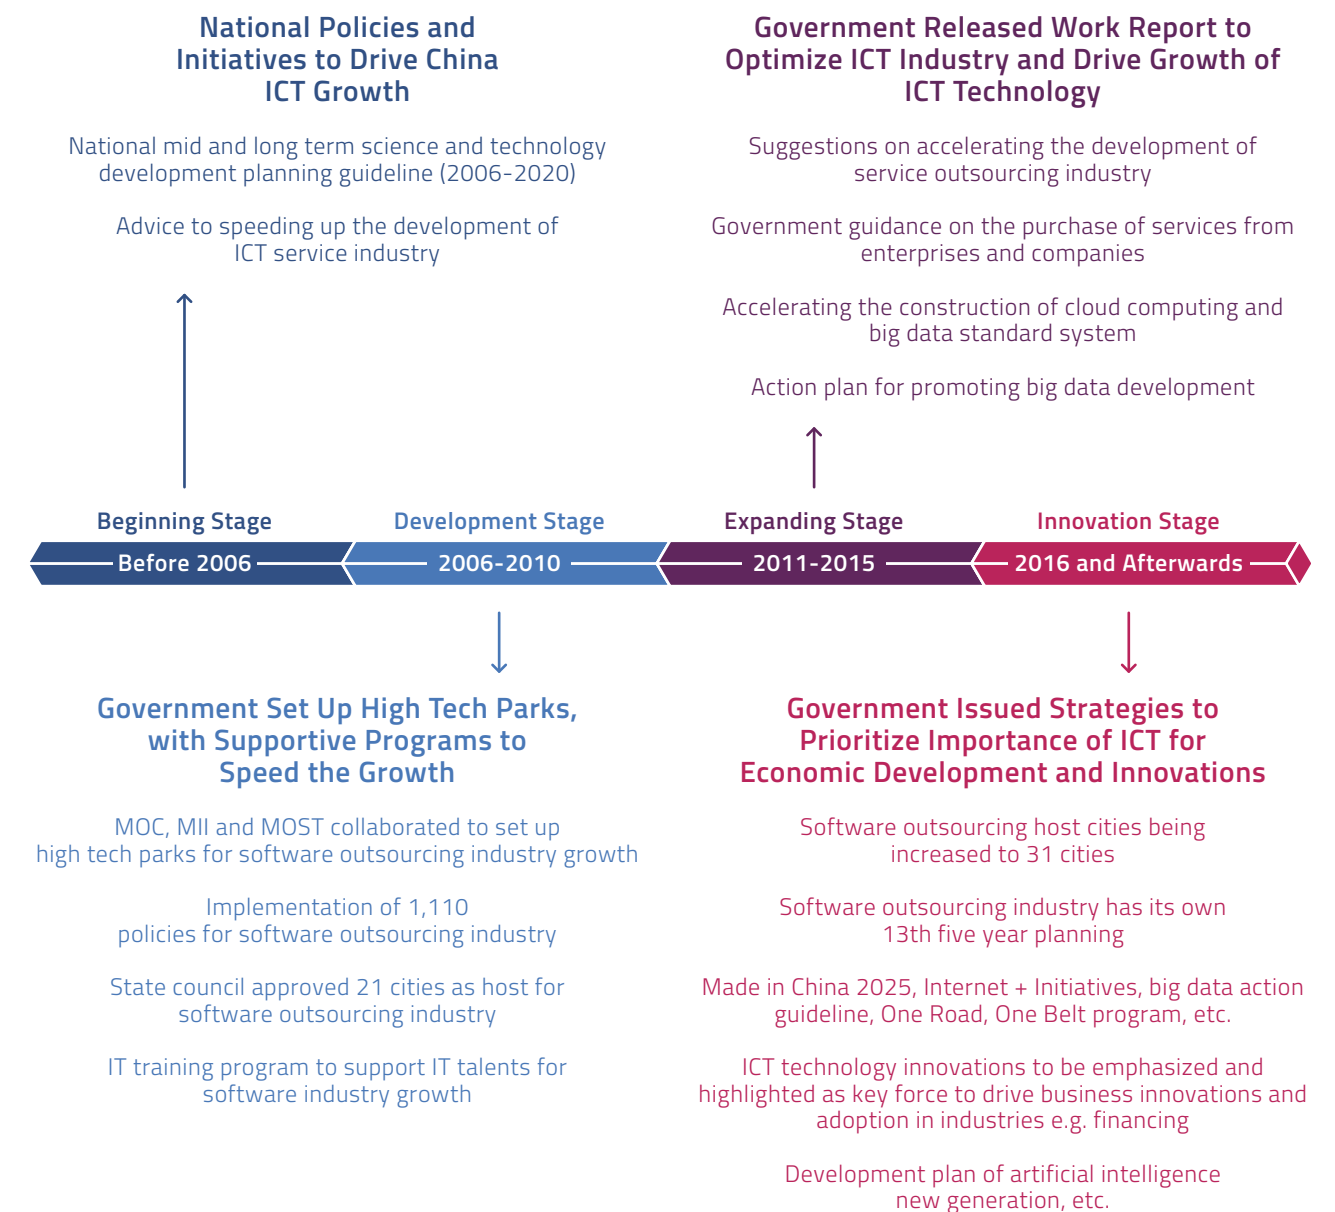 National Policies and
Initiatives to Drive China
ICT Growth
National mid and long term science and technology
development planning guideline (2006-2020)
Advice to speeding up the development of
ICT service industry
Government Released Work Report to
Optimize ICT Industry and Drive Growth of
ICT Technology
Suggestions on accelerating the development of
service outsourcing industry
Government guidance on the purchase of services from
enterprises and companies
Accelerating the construction of cloud computing and
big data standard system
Action plan for promoting big data development
Beginning Stage
Before 2006
Development Stage
2006-2010
Expanding Stage
2011-2015
Innovation Stage
2016 and Afterwards
Government Set Up High Tech Parks,
with Supportive Programs to
Speed the Growth
MOC, MII and MOST collaborated to set up
high tech parks for software outsourcing industry growth
Implementation of 1,110
policies for software outsourcing industry
State council approved 21 cities as host for
software outsourcing industry
IT training program to support IT talents for
software industry growth
Government Issued Strategies to
Prioritize Importance of ICT for
Economic Development and Innovations
Software outsourcing host cities being
increased to 31 cities
Software outsourcing industry has its own
13th five year planning
Made in China 2025, Internet + Initiatives, big data action
guideline, One Road, One Belt program, etc.
ICT technology innovations to be emphasized and
highlighted as key force to drive business innovations and
adoption in industries e.g. financing
Development plan of artificial intelligence
new generation, etc.